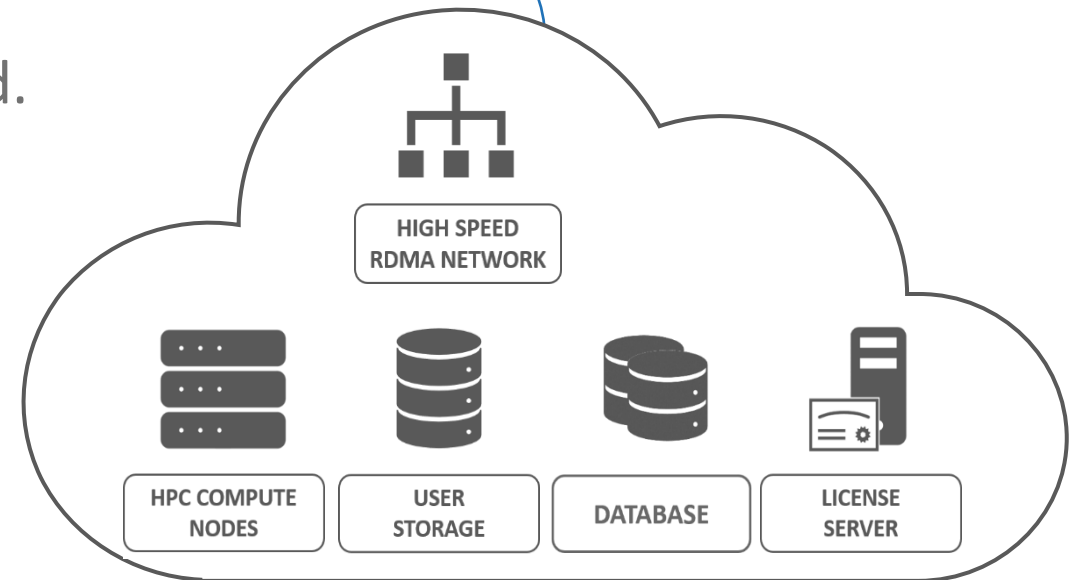 d.
HIGH SPEED
RDMA NETWORK
HPC COMPUTE
NODES
USER
STORAGE
DATABASE
LICENSE
SERVER